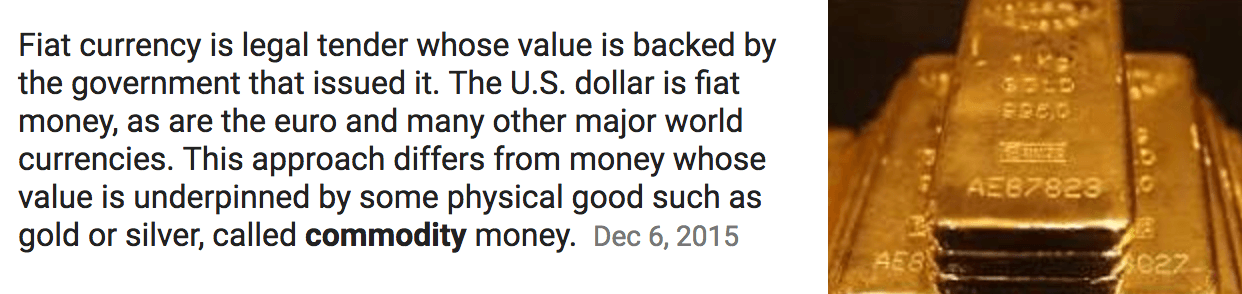 Fiat currency is legal tender whose value is backed by
the government that issued it. The U.S. dollar is fiat
money, as are the euro and many other major world
currencies. This approach differs from money whose
value is underpinned by some physical good such as
gold or silver, called commodity money. Dec 6, 2015
1 Kg
GOLD
995,0
AE87823